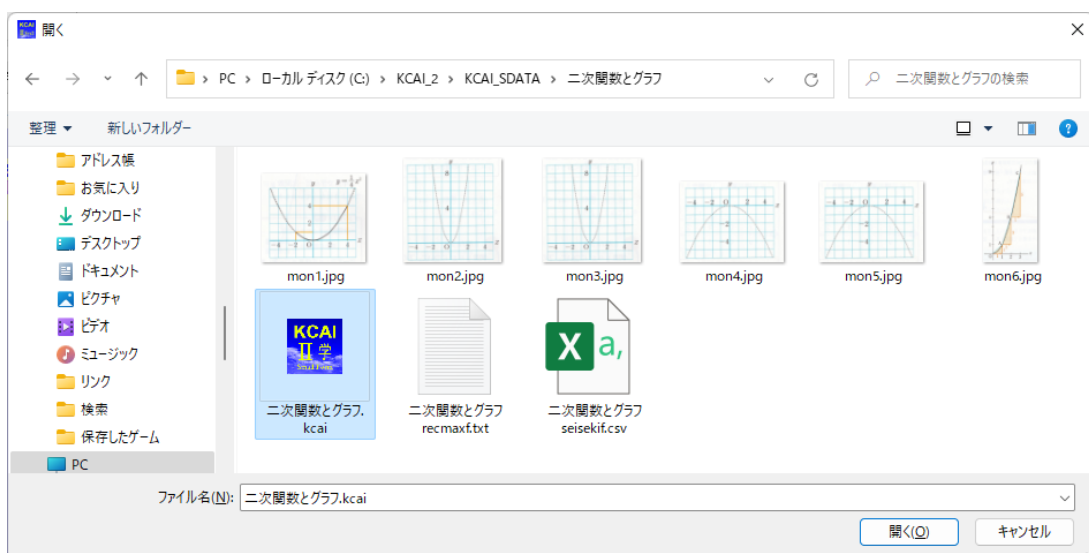 開く
PC > ローカル ディスク (C:) > KCAI_2 > KCAI_SDATA > 二次関数とグラフ
二次関数とグラフの検索
整理
新しいフォルダー
アドレス帳
お気に入り
ダウンロード
デスクトップ
ドキュメント
ピクチャ
ビデオ
ミュージック
リンク
検索
保存したゲーム
PC
mon1.jpg
mon2.jpg
mon3.jpg
mon4.jpg
mon5.jpg
mon6.jpg
KCAI
II 学
二次関数とグラフ.
kcai
二次関数とグラフ
recmaxf.txt
X a,
二次関数とグラフ
seisekif.csv
ファイル名(N):
二次関数とグラフ.kcai
開く(O)
キャンセル